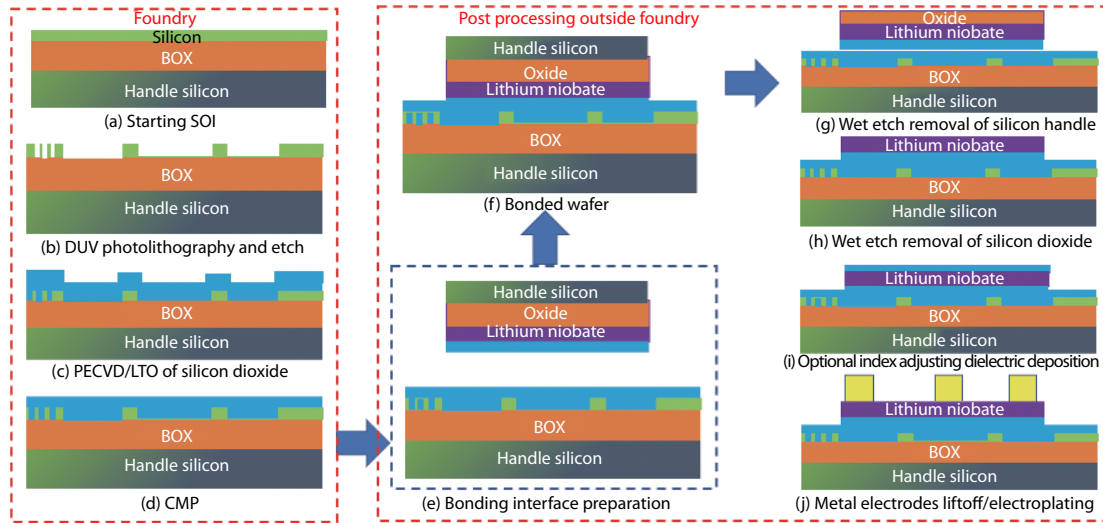 Foundry
Silicon
BOX
Handle silicon
(a) Starting SOI
BOX
Handle silicon
(b) DUV photolithography and etch
BOX
Handle silicon
(c) PECVD/LTO of silicon dioxide
BOX
Handle silicon
(d) CMP
Post processing outside foundry
Handle silicon
Oxide
Lithium niobate
BOX
Handle silicon
(f) Bonded wafer
Handle silicon
Oxide
Lithium niobate
BOX
Handle silicon
(e) Bonding interface preparation
Oxide
Lithium niobate
BOX
Handle silicon
(g) Wet etch removal of silicon handle
Lithium niobate
BOX
Handle silicon
(h) Wet etch removal of silicon dioxide
Lithium niobate
BOX
Handle silicon
(i) Optional index adjusting dielectric deposition
Lithium niobate
BOX
Handle silicon
(j) Metal electrodes liftoff/electroplating